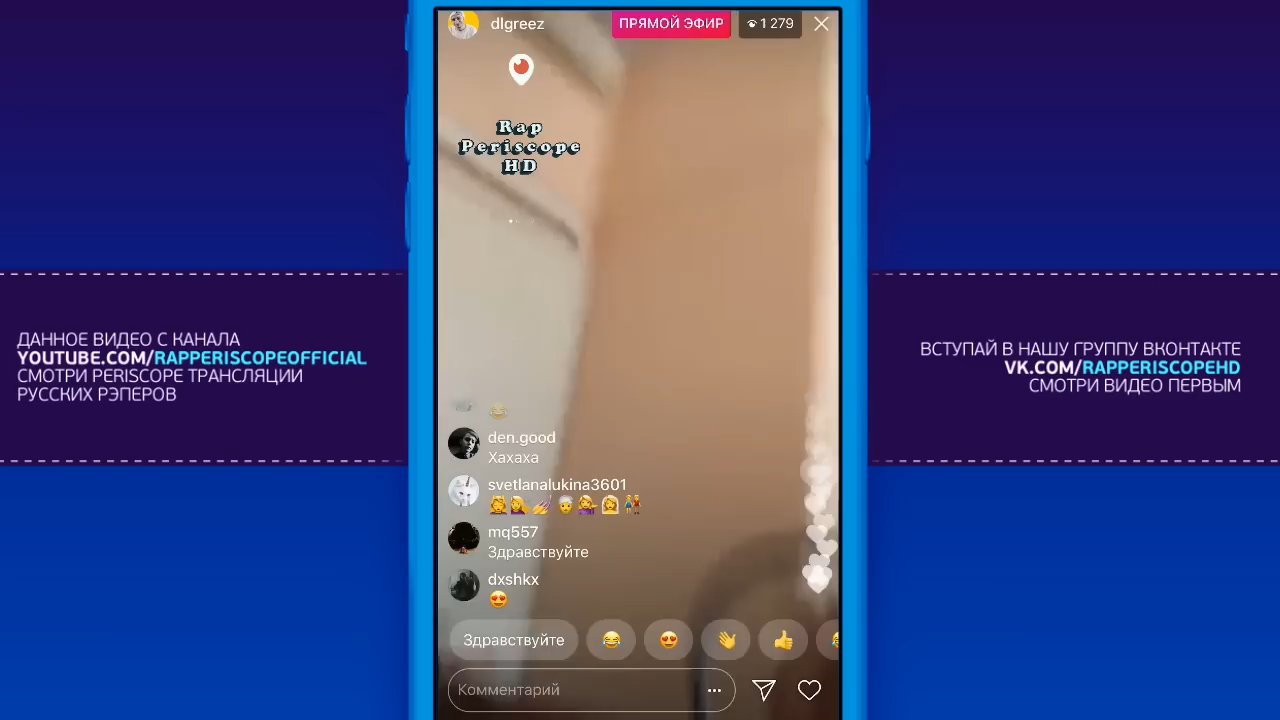 dlgreez
ПРЯМОЙ ЭФИР
1 279
Rap
Periscope
HD
ДАННОЕ ВИДЕО С КАНАЛА
YOUTUBE.COM/RAPPERISCOPEOFFICIAL
СМОТРИ PERISCOPE ТРАНСЛЯЦИИ
РУССКИХ РЭПЕРОВ
ВСТУПАЙ В НАШУ ГРУППУ ВКОНТАКТЕ
VK.COM/RAPPERISCOPEHD
СМОТРИ ВИДЕО ПЕРВЫМ
den.good
Хахаха
svetlanalukina3601
mq557
Здравствуйте
dxshkx
Здравствуйте
Комментарий